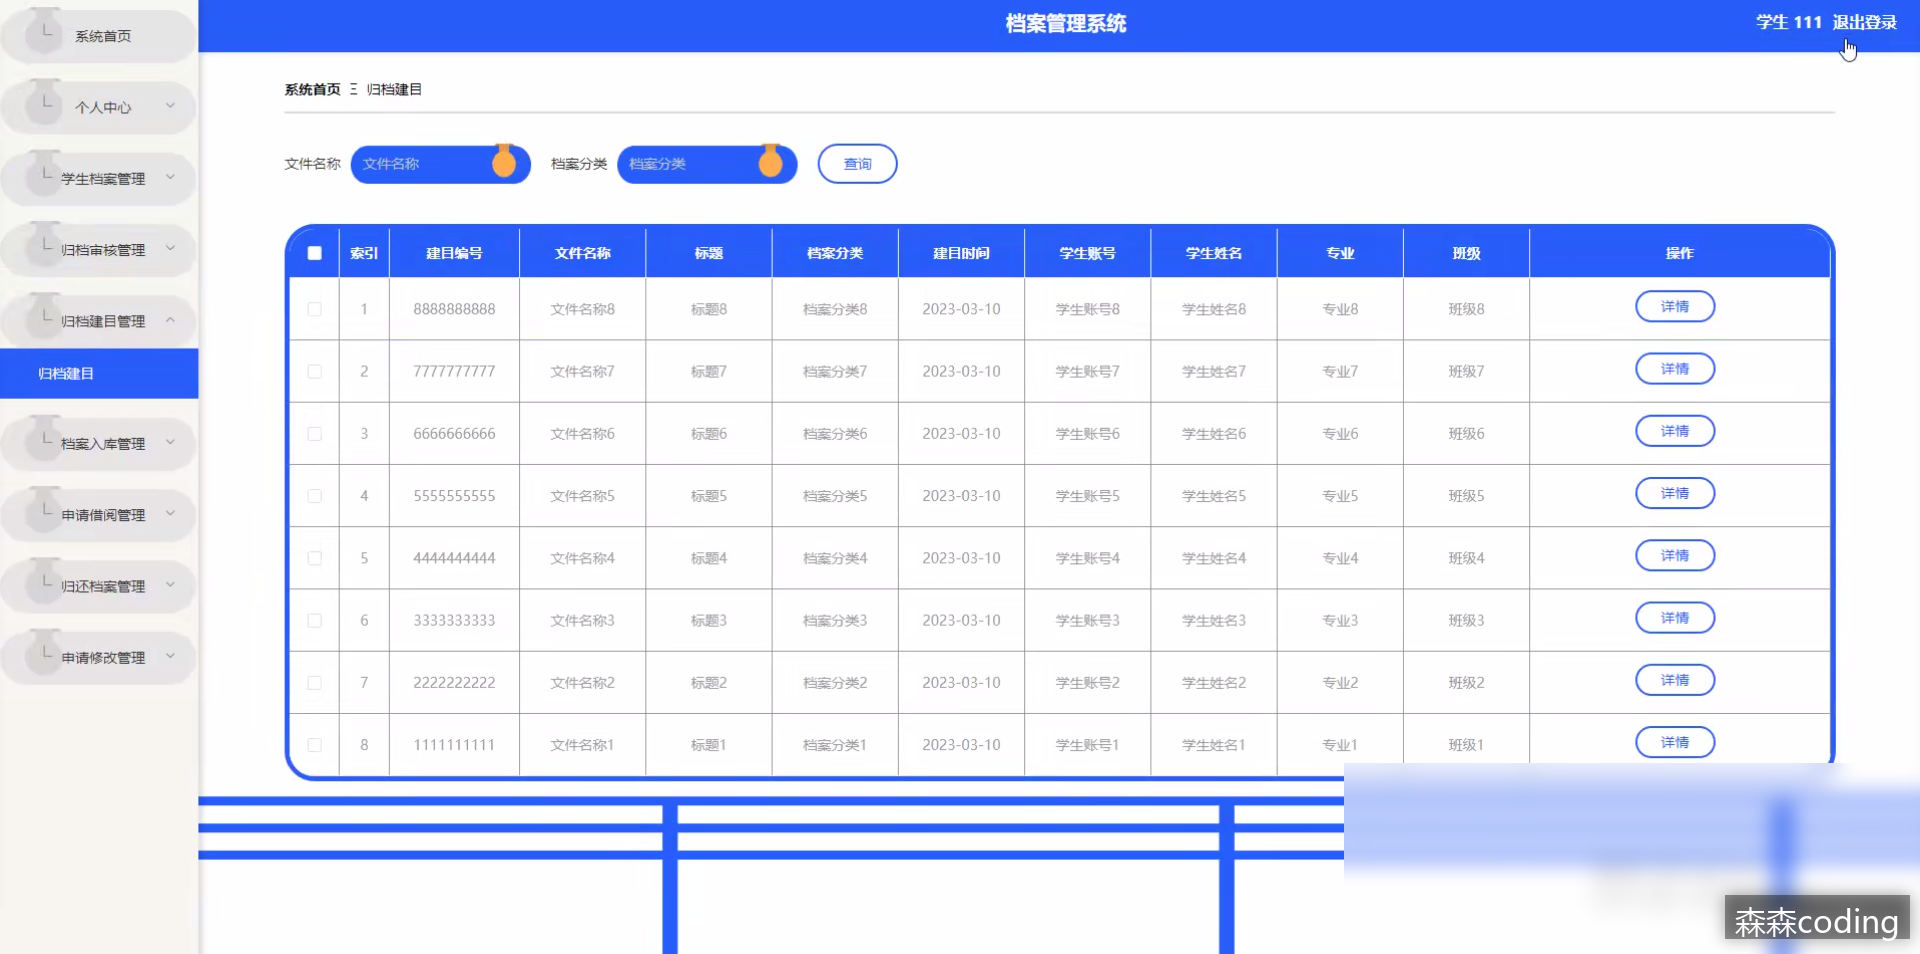 档案管理系统
学生 111 退出登录
系统首页
个人中心
学生档案管理
归档审核管理
归档建目管理
归档建目
档案入库管理
申请借阅管理
归还档案管理
申请修改管理
系统首页 Ξ 归档建目
文件名称 文件名称 档案分类 档案分类 查询
索引 建目编号 文件名称 标题 档案分类 建目时间 学生账号 学生姓名 专业 班级 操作
1 8888888888 文件名称8 标题8 档案分类8 2023-03-10 学生账号8 学生姓名8 专业8 班级8 详情
2 7777777777 文件名称7 标题7 档案分类7 2023-03-10 学生账号7 学生姓名7 专业7 班级7 详情
3 6666666666 文件名称6 标题6 档案分类6 2023-03-10 学生账号6 学生姓名6 专业6 班级6 详情
4 5555555555 文件名称5 标题5 档案分类5 2023-03-10 学生账号5 学生姓名5 专业5 班级5 详情
5 4444444444 文件名称4 标题4 档案分类4 2023-03-10 学生账号4 学生姓名4 专业4 班级4 详情
6 3333333333 文件名称3 标题3 档案分类3 2023-03-10 学生账号3 学生姓名3 专业3 班级3 详情
7 2222222222 文件名称2 标题2 档案分类2 2023-03-10 学生账号2 学生姓名2 专业2 班级2 详情
8 1111111111 文件名称1 标题1 档案分类1 2023-03-10 学生账号1 学生姓名1 专业1 班级1 详情
森森coding